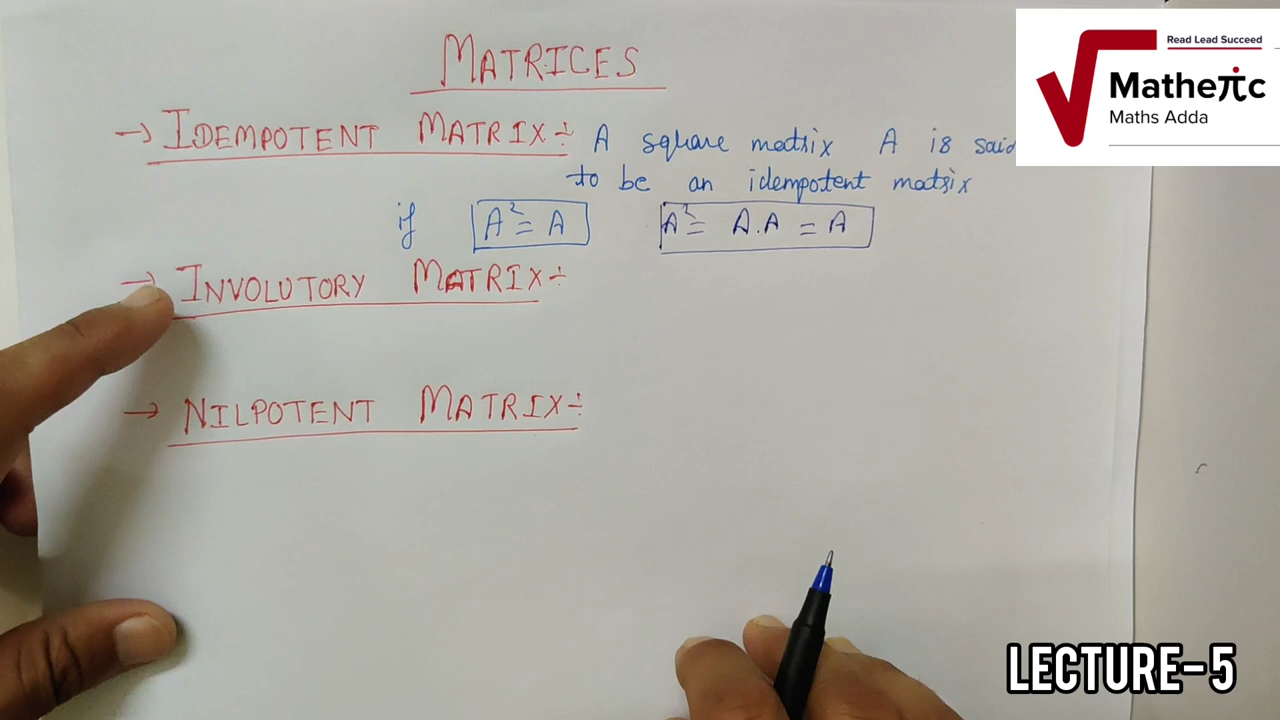 MATRICES
Read Lead Succeed
Matheπc
Maths Adda
→ IDEMPOTENT MATRIX:- A square matrix A is said
to be an idempotent matrix
if A² = A A² = A.A = A
→ INVOLUTORY MATRIX:-
→ NILPOTENT MATRIX:-
LECTURE-5